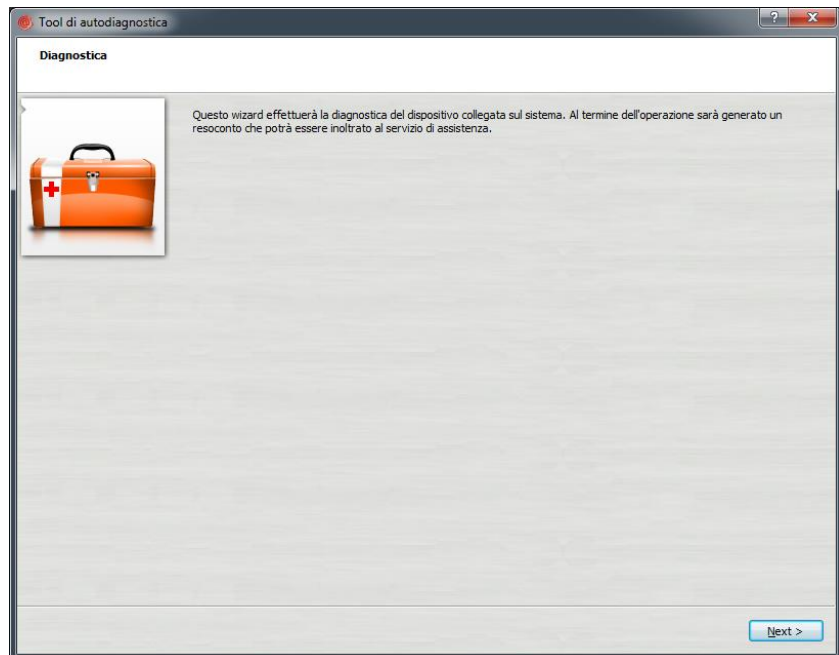 Tool di autodiagnostica
Diagnostica
Questo wizard effettuerà la diagnostica del dispositivo collegata sul sistema. Al termine dell'operazione sarà generato un
resoconto che potrà essere inoltrato al servizio di assistenza.
Next >